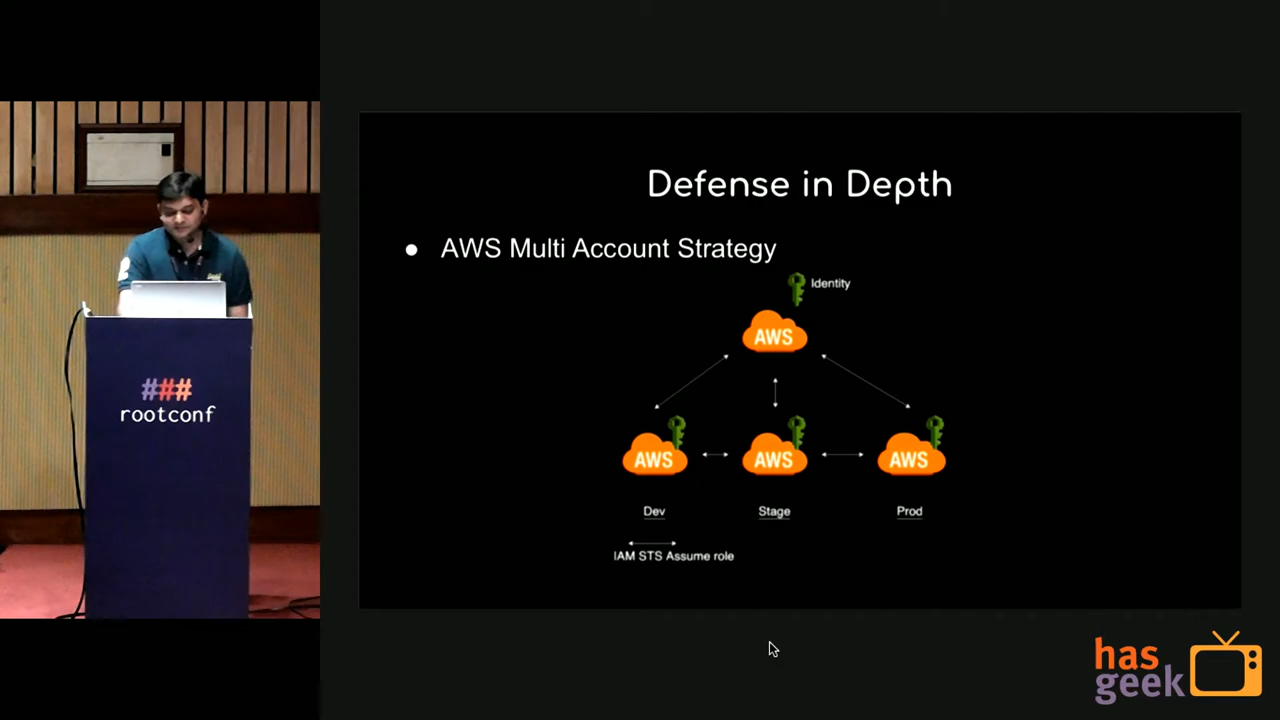 Defense in Depth
● AWS Multi Account Strategy
Identity
AWS
AWS
AWS
AWS
Dev
Stage
Prod
IAM STS Assume role
###
rootconf
has
geek